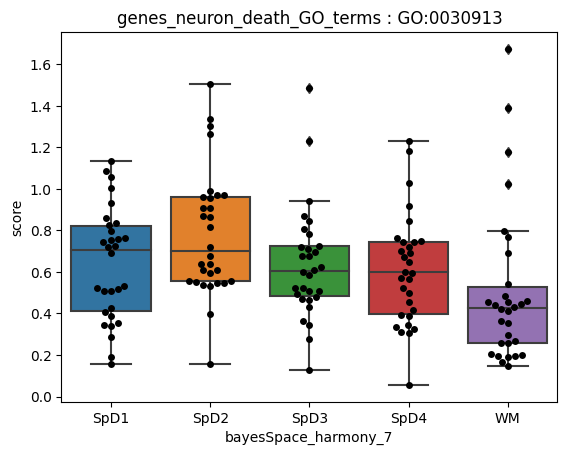 genes_neuron_death_GO_terms : GO:0030913
score
1.6
1.4
1.2
1.0
0.8
0.6
0.4
0.2
0.0
SpD1 SpD2 SpD3 SpD4 WM
bayesSpace_harmony_7